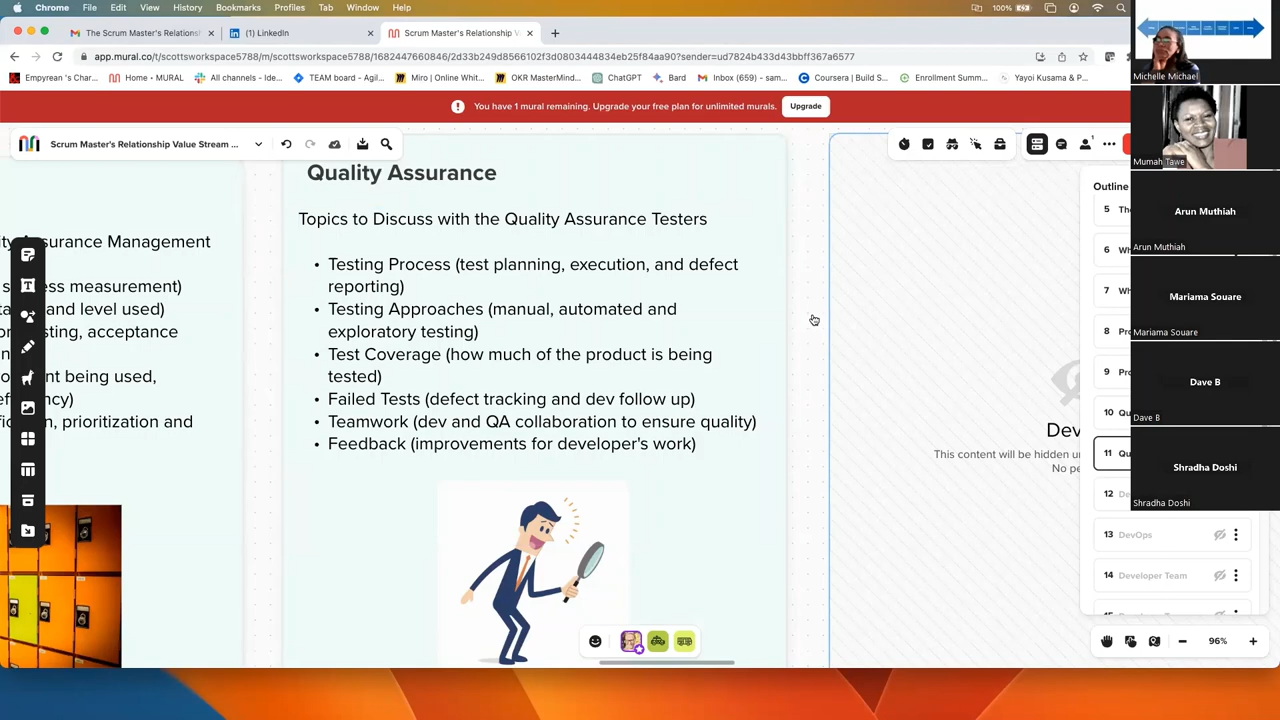 Chrome File Edit View History Bookmarks Profiles Tab Window Help
100%
The Scrum Master's Relationship
(1) LinkedIn
Scrum Master's Relationship V
app.mural.co/t/scottsworkspace5788/m/scottsworkspace5788/1682447660846/2d33b249d8566102f3d0803444834eb25f84aa90?sender=ud7824b433d43bbff367a6577
Empyrean 's Char...
Home • MURAL
All channels - Ide...
TEAM board - Agil...
Miro | Online Whit...
OKR MasterMind...
ChatGPT
Bard
Inbox (659) - sam...
Coursera | Build S...
Enrollment Summ...
Yayoi Kusama & P...
You have 1 mural remaining. Upgrade your free plan for unlimited murals.
Upgrade
Scrum Master's Relationship Value Stream ...
Quality Assurance
Topics to Discuss with the Quality Assurance Testers
• Testing Process (test planning, execution, and defect
reporting)
• Testing Approaches (manual, automated and
exploratory testing)
• Test Coverage (how much of the product is being
tested)
• Failed Tests (defect tracking and dev follow up)
• Teamwork (dev and QA collaboration to ensure quality)
• Feedback (improvements for developer's work)
Assurance Management
measurement)
and level used)
acceptance
being used,
prioritization and
Dev
This content will be hidden
Outline
5
6
7
8
9
10
11
12
13 DevOps
14 Developer Team
96%
Michelle Michael
Mumah Tawe
Arun Muthiah
Arun Muthiah
Mariama Souare
Mariama Souare
Dave B
Dave B
Shradha Doshi
Shradha Doshi